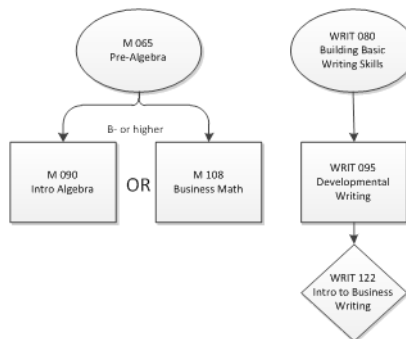 M 065
Pre-Algebra
B- or higher
M 090
Intro Algebra
OR
M 108
Business Math
WRIT 080
Building Basic
Writing Skills
WRIT 095
Developmental
Writing
WRIT 122
Intro to Business
Writing